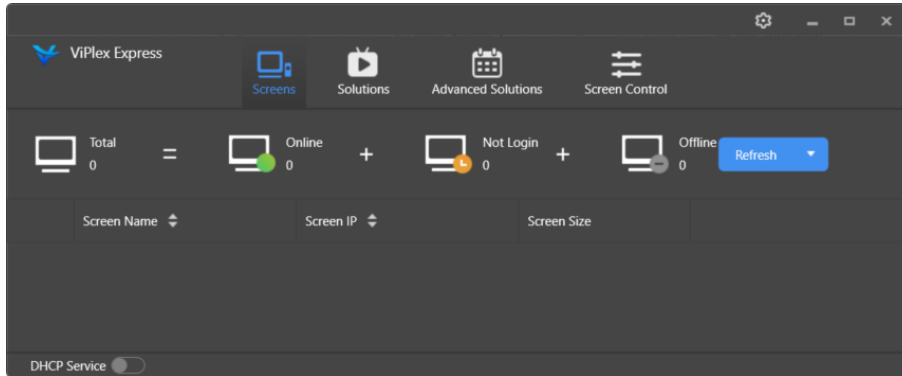 ViPlex Express
Screens Solutions Advanced Solutions Screen Control
Total 0 = Online 0 + Not Login 0 + Offline 0 Refresh
Screen Name Screen IP Screen Size
DHCP Service